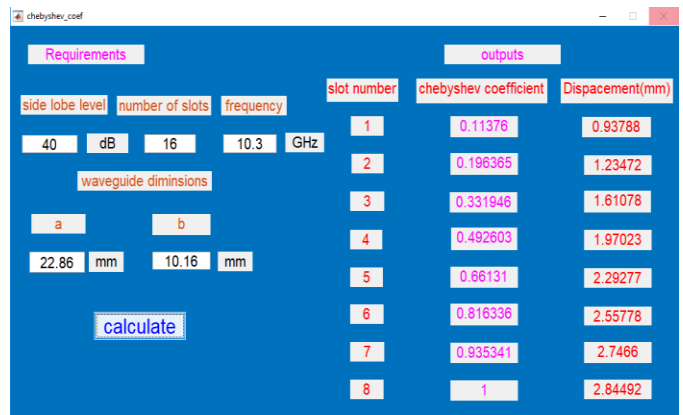 chebyshev_coef
Requirements
outputs
side lobe level number of slots frequency
slot number chebyshev coefficient Dispacement(mm)
40 dB 16 10.3 GHz
waveguide diminsions
a b
22.86 mm 10.16 mm
calculate
1 0.11376 0.93788
2 0.196365 1.23472
3 0.331946 1.61078
4 0.492603 1.97023
5 0.66131 2.29277
6 0.816336 2.55778
7 0.935341 2.7466
8 1 2.84492